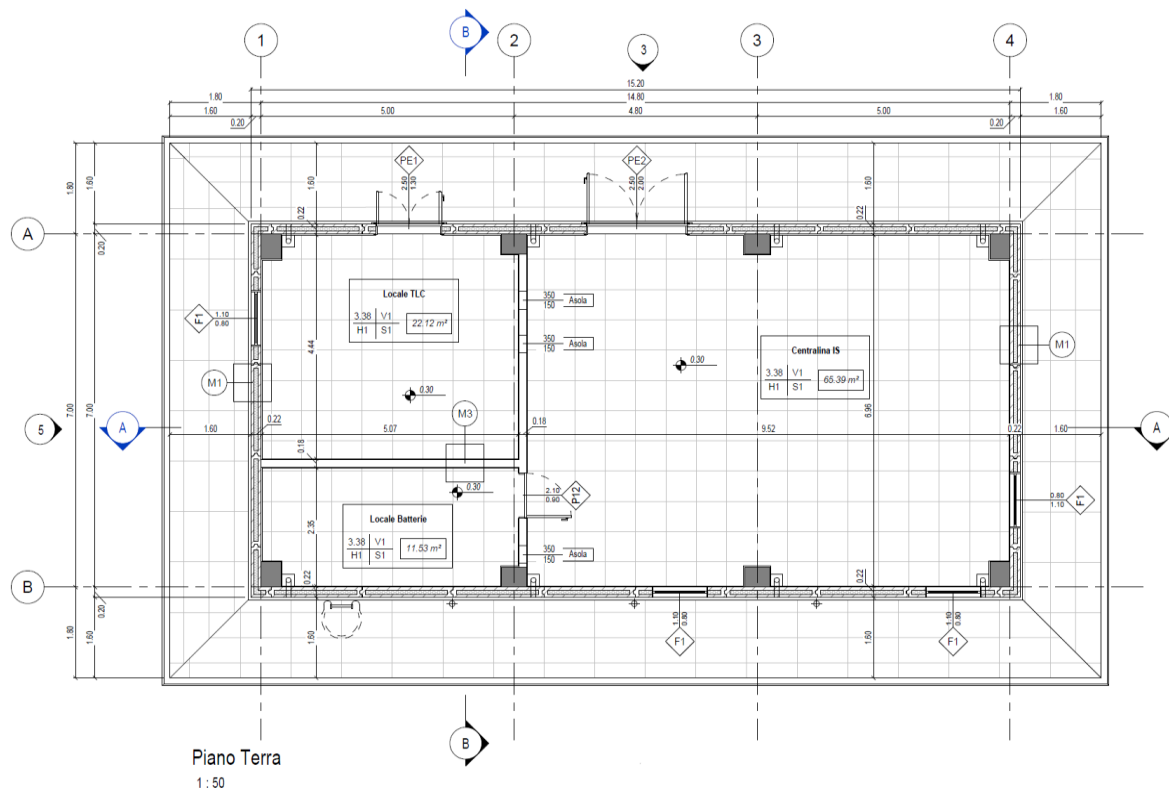 1
B
2
3
3
4
15.20
1.80
14.80
1.80
1.60
5.00
4.80
5.00
1.60
0.20
0.20
1.80
1.60
1.60
PE1
2.50
1.30
PE2
2.50
2.00
1.60
0.22
0.22
A
0.20
Locale TLC
3.38 V1
H1 S1
22.12 m²
350
150
Asola
F1
1.10
0.80
350
150
Asola
Centralina IS
3.38 V1
H1 S1
65.39 m²
M1
4.44
0.30
M1
0.30
7.00
7.00
M3
6.96
5
A
1.60
0.22
5.07
0.18
9.52
0.22
1.60
A
0.18
0.30
2.10
0.90
P12
0.80
1.10
F1
Locale Batterie
3.38 V1
H1 S1
11.53 m²
2.35
350
150
Asola
B
0.22
0.22
0.20
1.80
1.60
1.60
1.10
0.80
F1
1.10
0.80
F1
1.60
B
Piano Terra
1 : 50